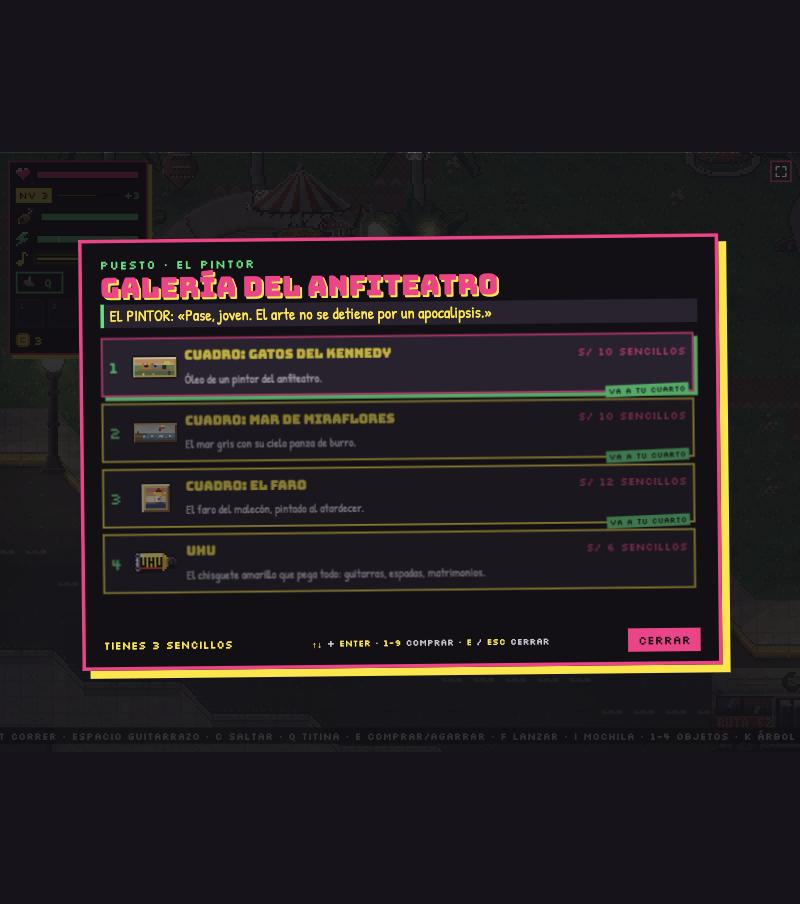 NV 3
+3
Q
1
2
3
PUESTO · EL PINTOR
GALERÍA DEL ANFITEATRO
EL PINTOR: «Pase, joven. El arte no se detiene por un apocalipsis.»
1
CUADRO: GATOS DEL KENNEDY
S/ 10 SENCILLOS
Óleo de un pintor del anfiteatro.
VA A TU CUARTO
2
CUADRO: MAR DE MIRAFLORES
S/ 10 SENCILLOS
El mar gris con su cielo panza de burro.
VA A TU CUARTO
3
CUADRO: EL FARO
S/ 12 SENCILLOS
El faro del malecón, pintado al atardecer.
VA A TU CUARTO
4
UHU
UHU
S/ 6 SENCILLOS
El chisguete amarillo que pega todo: guitarras, espadas, matrimonios.
TIENES 3 SENCILLOS
↑↓ + ENTER · 1-9 COMPRAR · E / ESC CERRAR
CERRAR
T CORRER · ESPACIO GUITARRAZO · C SALTAR · Q TITINA · E COMPRAR/AGARRAR · F LANZAR · I MOCHILA · 1-4 OBJETOS · K ÁRBOL